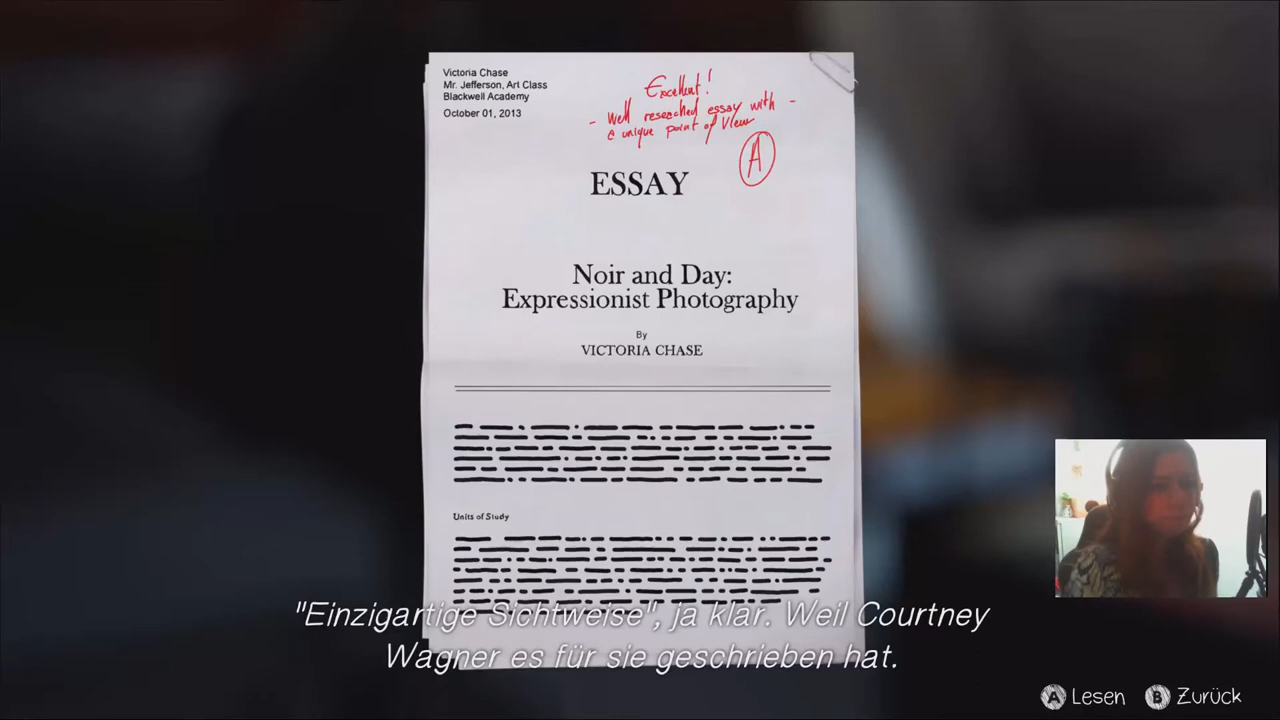 Victoria Chase
Mr. Jefferson, Art Class
Blackwell Academy
October 01, 2013
Excellent!
- Well researched essay with -
a unique point of View
A
ESSAY
Noir and Day:
Expressionist Photography
By
VICTORIA CHASE
Units of Study
"Einzigartige Sichtweise", ja klar. Weil Courtney
Wagner es für sie geschrieben hat.
A Lesen B Zurück